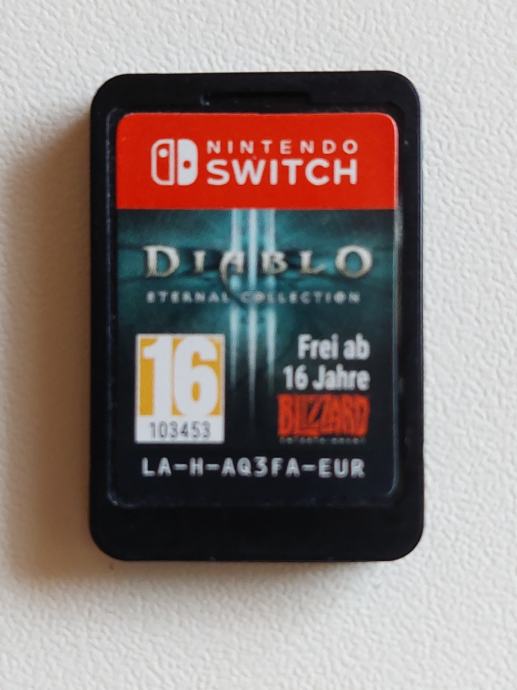 NINTENDO
SWITCH
DIABLO
ETERNAL COLLECTION
16
103453
Frei ab
16 Jahre
BLIZZARD
LA-H-AQ3FA-EUR